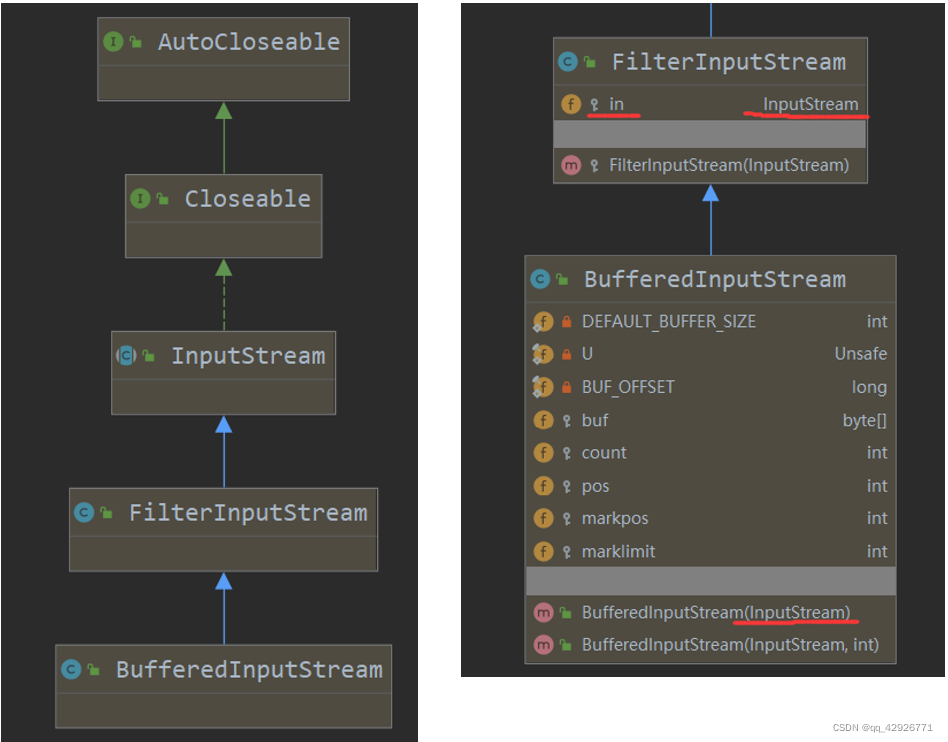 AutoCloseable
Closeable
InputStream
FilterInputStream
BufferedInputStream
FilterInputStream
in InputStream
FilterInputStream(InputStream)
BufferedInputStream
DEFAULT_BUFFER_SIZE int
U Unsafe
BUF_OFFSET long
buf byte[]
count int
pos int
markpos int
marklimit int
BufferedInputStream(InputStream)
BufferedInputStream(InputStream, int)
CSDN @qq_42926771